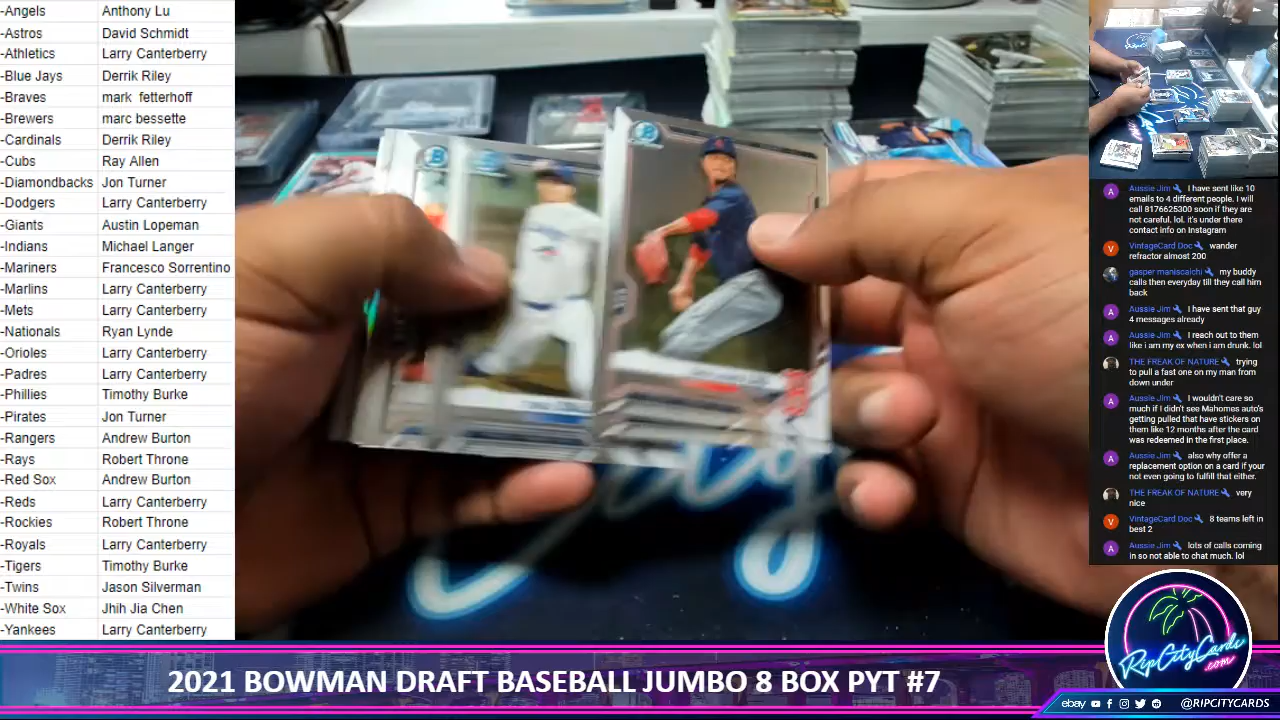 -Angels Anthony Lu
-Astros David Schmidt
-Athletics Larry Canterberry
-Blue Jays Derrik Riley
-Braves mark fetterhoff
-Brewers marc bessette
-Cardinals Derrik Riley
-Cubs Ray Allen
-Diamondbacks Jon Turner
-Dodgers Larry Canterberry
-Giants Austin Lopeman
-Indians Michael Langer
-Mariners Francesco Sorrentino
-Marlins Larry Canterberry
-Mets Larry Canterberry
-Nationals Ryan Lynde
-Orioles Larry Canterberry
-Padres Larry Canterberry
-Phillies Timothy Burke
-Pirates Jon Turner
-Rangers Andrew Burton
-Rays Robert Throne
-Red Sox Andrew Burton
-Reds Larry Canterberry
-Rockies Robert Throne
-Royals Larry Canterberry
-Tigers Timothy Burke
-Twins Jason Silverman
-White Sox Jhih Jia Chen
-Yankees Larry Canterberry
Aussie Jim I have sent like 10
emails to 4 different people. I will
call 8176625300 soon if they are
not careful. lol. it's under there
contact info on Instagram
VintageCard Doc wander
refractor almost 200
gasper maniscalchi my buddy
calls then everyday till they call him
back
Aussie Jim I have sent that guy
4 messages already
Aussie Jim I reach out to them
like i am my ex when i am drunk. lol
THE FREAK OF NATURE trying
to pull a fast one on my man from
down under
Aussie Jim I wouldn't care so
much if I didn't see Mahomes auto's
getting pulled that have stickers on
them like 12 months after the card
was redeemed in the first place.
Aussie Jim also why offer a
replacement option on a card if your
not even going to fulfill that either.
THE FREAK OF NATURE very
nice
VintageCard Doc 8 teams left in
best 2
Aussie Jim lots of calls coming
in so not able to chat much. lol
RipCityCards
.com
2021 BOWMAN DRAFT BASEBALL JUMBO 8 BOX PYT #7
ebay @RIPCITYCARDS